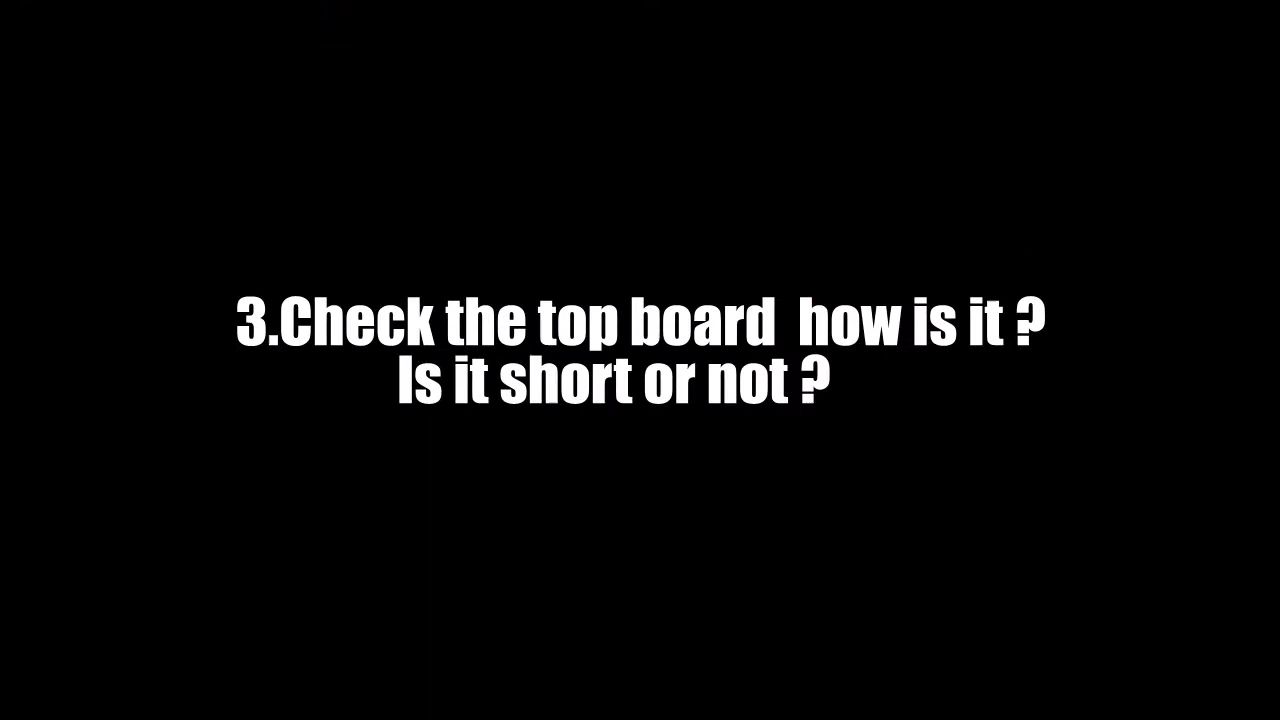 3.Check the top board  how is it ?
Is it short or not ?